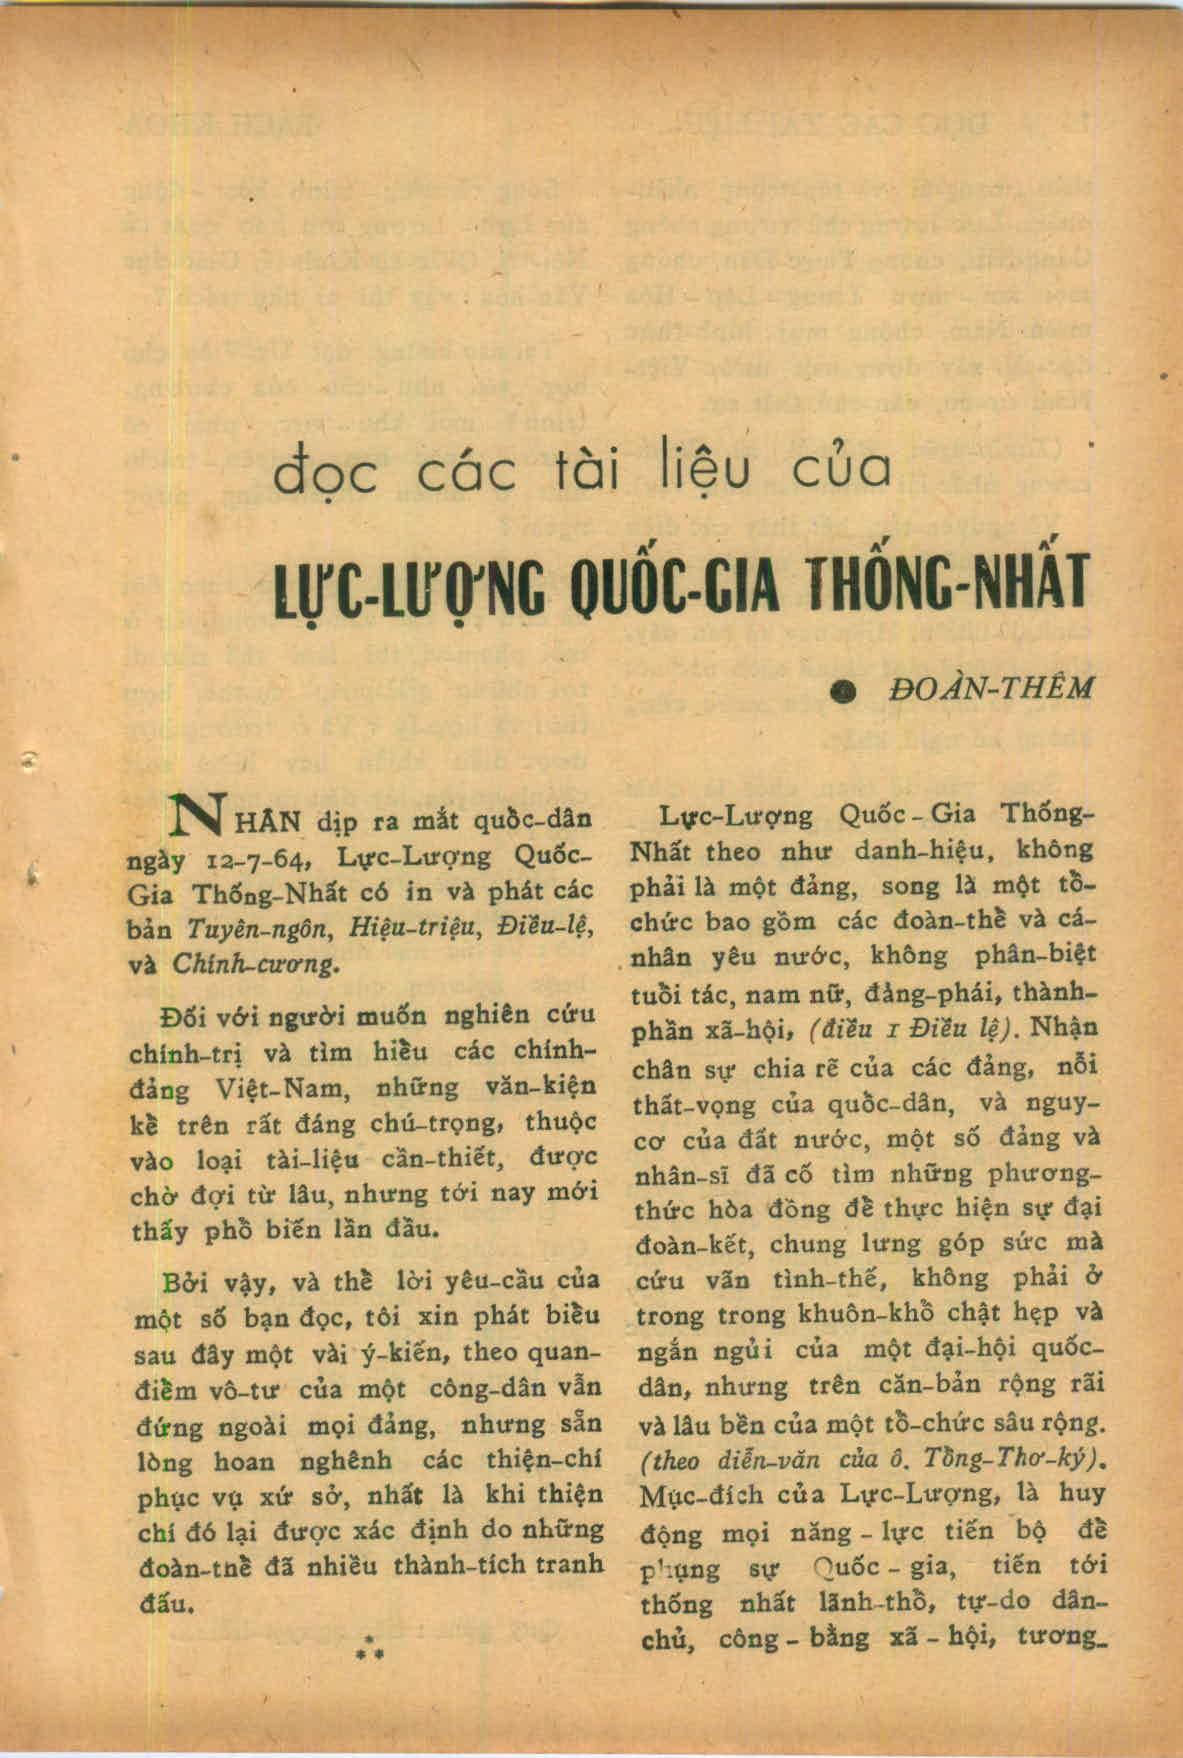 đọc các tài liệu của
LỰC-LƯỢNG QUỐC-GIA THỐNG-NHẤT
● ĐOÀN-THÊM
NHÂN dịp ra mắt quốc-dân
ngày 12-7-64, Lực-Lượng Quốc-
Gia Thống-Nhất có in và phát các
bản Tuyên-ngôn, Hiệu-triệu, Điều-lệ,
và Chính-cương.
Đối với người muốn nghiên cứu
chính-trị và tìm hiểu các chính-
đảng Việt-Nam, những văn-kiện
kể trên rất đáng chú-trọng, thuộc
vào loại tài-liệu cần-thiết, được
chờ đợi từ lâu, nhưng tới nay mới
thấy phổ biến lần đầu.
Bởi vậy, và thể lời yêu-cầu của
một số bạn đọc, tôi xin phát biểu
sau đây một vài ý-kiến, theo quan-
điểm vô-tư của một công-dân vẫn
đứng ngoài mọi đảng, nhưng sẵn
lòng hoan nghênh các thiện-chí
phục vụ xứ sở, nhất là khi thiện
chí đó lại được xác định do những
đoàn-thể đã nhiều thành-tích tranh
đấu.
***
Lực-Lượng Quốc-Gia Thống-
Nhất theo như danh-hiệu, không
phải là một đảng, song là một tổ-
chức bao gồm các đoàn-thể và cá-
nhân yêu nước, không phân-biệt
tuổi tác, nam nữ, đảng-phái, thành-
phần xã-hội, (điều 1 Điều lệ). Nhận
chân sự chia rẽ của các đảng, nỗi
thất-vọng của quốc-dân, và nguy-
cơ của đất nước, một số đảng và
nhân-sĩ đã cố tìm những phương-
thức hòa đồng để thực hiện sự đại
đoàn-kết, chung lưng góp sức mà
cứu vãn tình-thế, không phải ở
trong trong khuôn-khổ chật hẹp và
ngắn ngủi của một đại-hội quốc-
dân, nhưng trên căn-bản rộng rãi
và lâu bền của một tổ-chức sâu rộng.
(theo diễn-văn của ô. Tổng-Thơ-ký).
Mục-đích của Lực-Lượng, là huy
động mọi năng-lực tiến bộ để
phụng sự Quốc-gia, tiến tới
thống nhất lãnh-thổ, tự-do dân-
chủ, công-bằng xã-hội, tương-